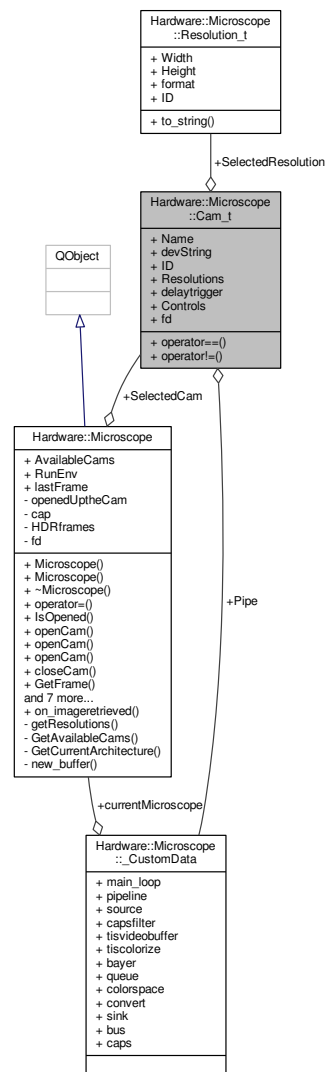 Hardware::Microscope
::Resolution_t
+ Width
+ Height
+ format
+ ID
+ to_string()
+SelectedResolution
Hardware::Microscope
::Cam_t
+ Name
+ devString
+ ID
+ Resolutions
+ delaytrigger
+ Controls
+ fd
+ operator==()
+ operator!=()
QObject
+SelectedCam
Hardware::Microscope
+ AvailableCams
+ RunEnv
+ lastFrame
- openedUptheCam
- cap
- HDRframes
- fd
+ Microscope()
+ Microscope()
+ ~Microscope()
+ operator=()
+ IsOpened()
+ openCam()
+ openCam()
+ openCam()
+ closeCam()
+ GetFrame()
and 7 more...
+ on_imageretrieved()
- getResolutions()
- GetAvailableCams()
- GetCurrentArchitecture()
- new_buffer()
+Pipe
+currentMicroscope
Hardware::Microscope
::_CustomData
+ main_loop
+ pipeline
+ source
+ capsfilter
+ tisvideobuffer
+ tiscolorize
+ bayer
+ queue
+ colorspace
+ convert
+ sink
+ bus
+ caps